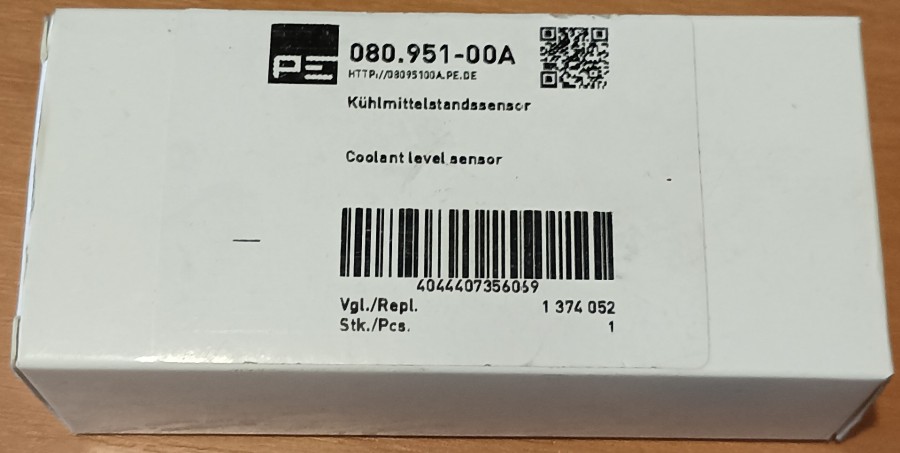 PE
080.951-00A
HTTP://08095100A.PE.DE
Kühlmittelstandssensor
Coolant level sensor
4044407356069
Vgl./Repl. 1 374 052
Stk./Pcs. 1